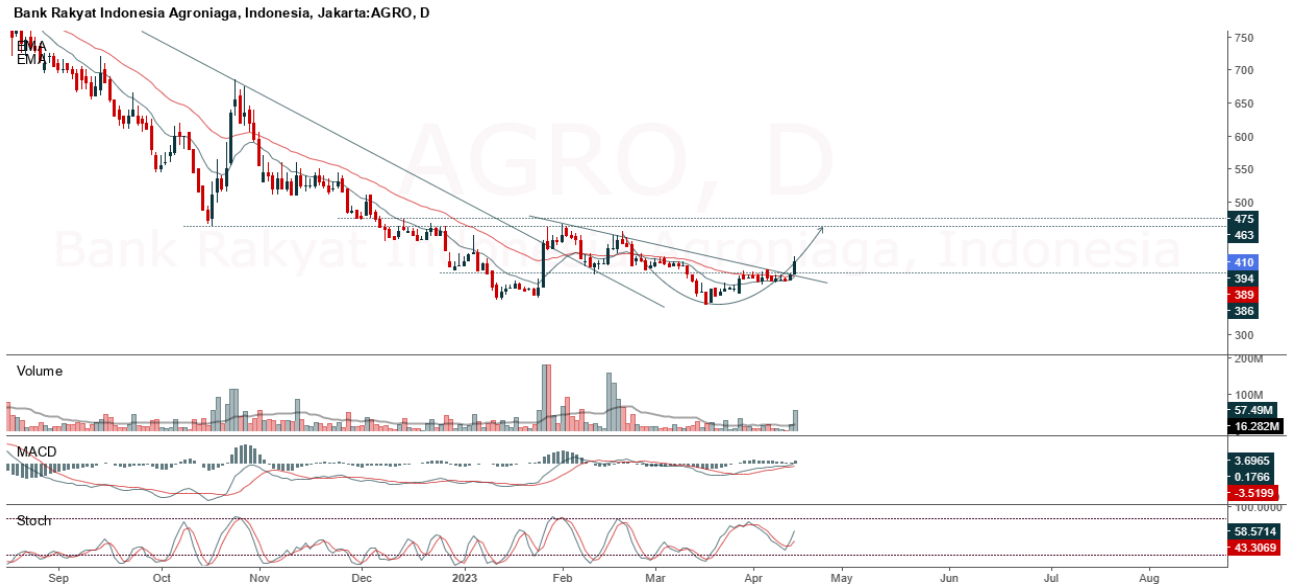 Bank Rakyat Indonesia Agroniaga, Indonesia, Jakarta:AGRO, D
EMA
EMA
AGRO, D
Bank Rakyat Indonesia Agroniaga, Indonesia
750
700
650
600
550
500
475
463
410
394
389
386
300
Volume
200M
100M
57.49M
16.282M
MACD
3.6965
0.1766
-3.5199
Stoch
100.0000
58.5714
43.3069
Sep Oct Nov Dec 2023 Feb Mar Apr May Jun Jul Aug